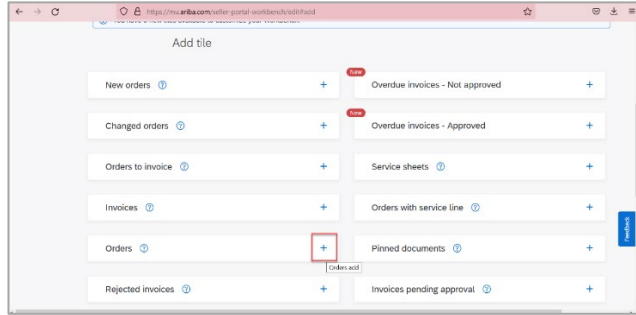 https://mv.ariba.com/seller-portal-workbench/edit#add
Add tile
New orders
New
Overdue invoices - Not approved
Changed orders
New
Overdue invoices - Approved
Orders to invoice
Service sheets
Invoices
Orders with service line
Feedback
Orders
Pinned documents
Orders add
Rejected invoices
Invoices pending approval